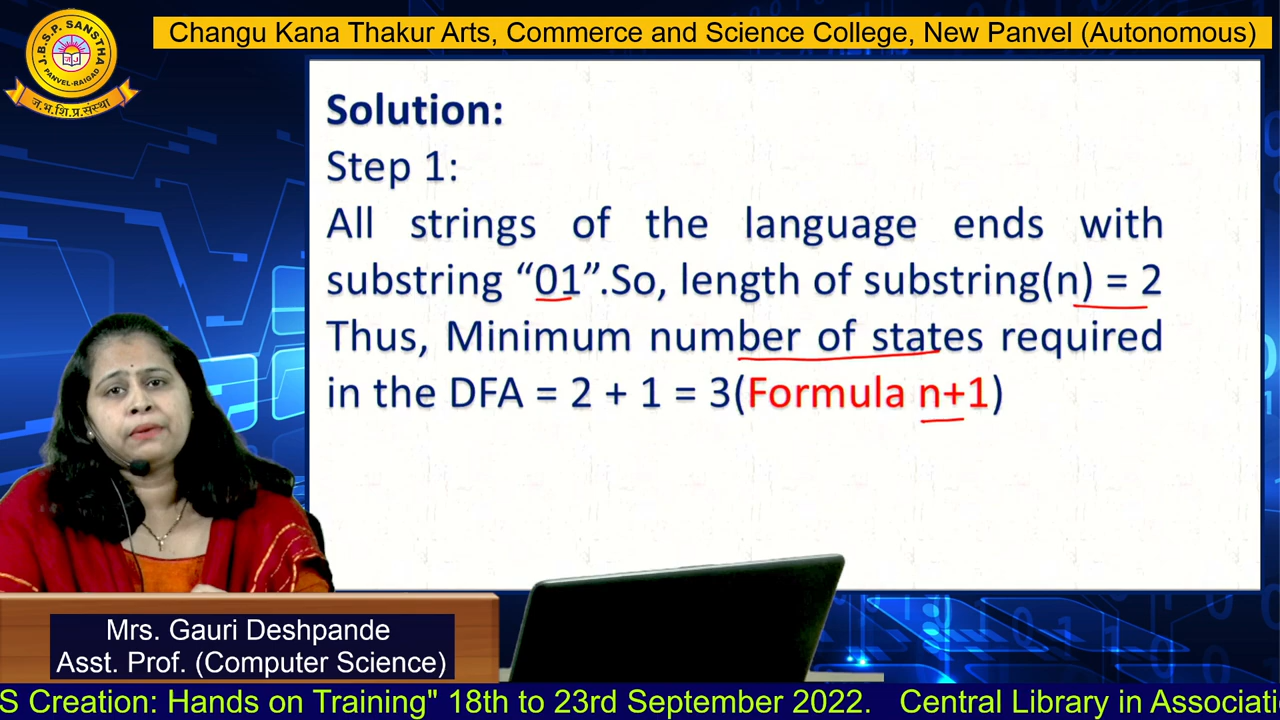 J.B.S.P. SANSTHA
PANVEL-RAIGAD
ज.भ.शि.प्र.संस्था
Changu Kana Thakur Arts, Commerce and Science College, New Panvel (Autonomous)
Solution:
Step 1:
All strings of the language ends with
substring “01”.So, length of substring(n) = 2
Thus, Minimum number of states required
in the DFA = 2 + 1 = 3(Formula n+1)
Mrs. Gauri Deshpande
Asst. Prof. (Computer Science)
S Creation: Hands on Training" 18th to 23rd September 2022. Central Library in Associati